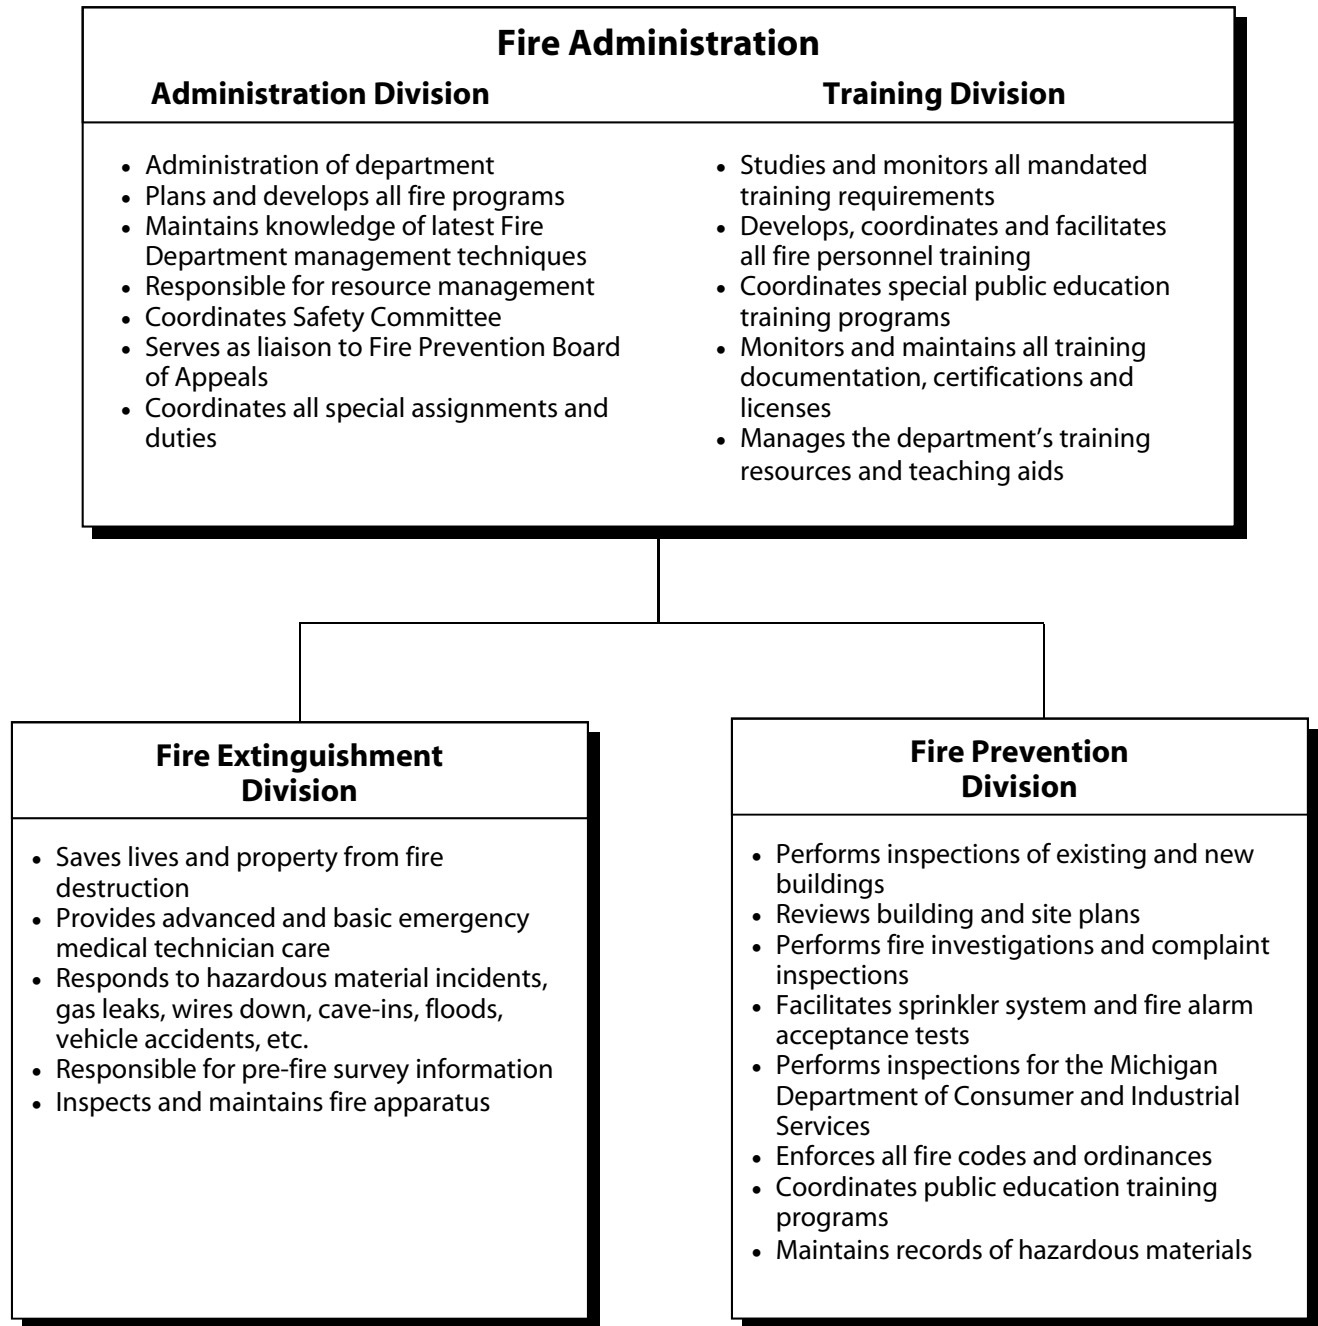 Fire Administration
Administration Division
• Administration of department
• Plans and develops all fire programs
• Maintains knowledge of latest Fire
Department management techniques
• Responsible for resource management
• Coordinates Safety Committee
• Serves as liaison to Fire Prevention Board
of Appeals
• Coordinates all special assignments and
duties
Training Division
• Studies and monitors all mandated
training requirements
• Develops, coordinates and facilitates
all fire personnel training
• Coordinates special public education
training programs
• Monitors and maintains all training
documentation, certifications and
licenses
• Manages the department’s training
resources and teaching aids
Fire Extinguishment
Division
• Saves lives and property from fire
destruction
• Provides advanced and basic emergency
medical technician care
• Responds to hazardous material incidents,
gas leaks, wires down, cave-ins, floods,
vehicle accidents, etc.
• Responsible for pre-fire survey information
• Inspects and maintains fire apparatus
Fire Prevention
Division
• Performs inspections of existing and new
buildings
• Reviews building and site plans
• Performs fire investigations and complaint
inspections
• Facilitates sprinkler system and fire alarm
acceptance tests
• Performs inspections for the Michigan
Department of Consumer and Industrial
Services
• Enforces all fire codes and ordinances
• Coordinates public education training
programs
• Maintains records of hazardous materials